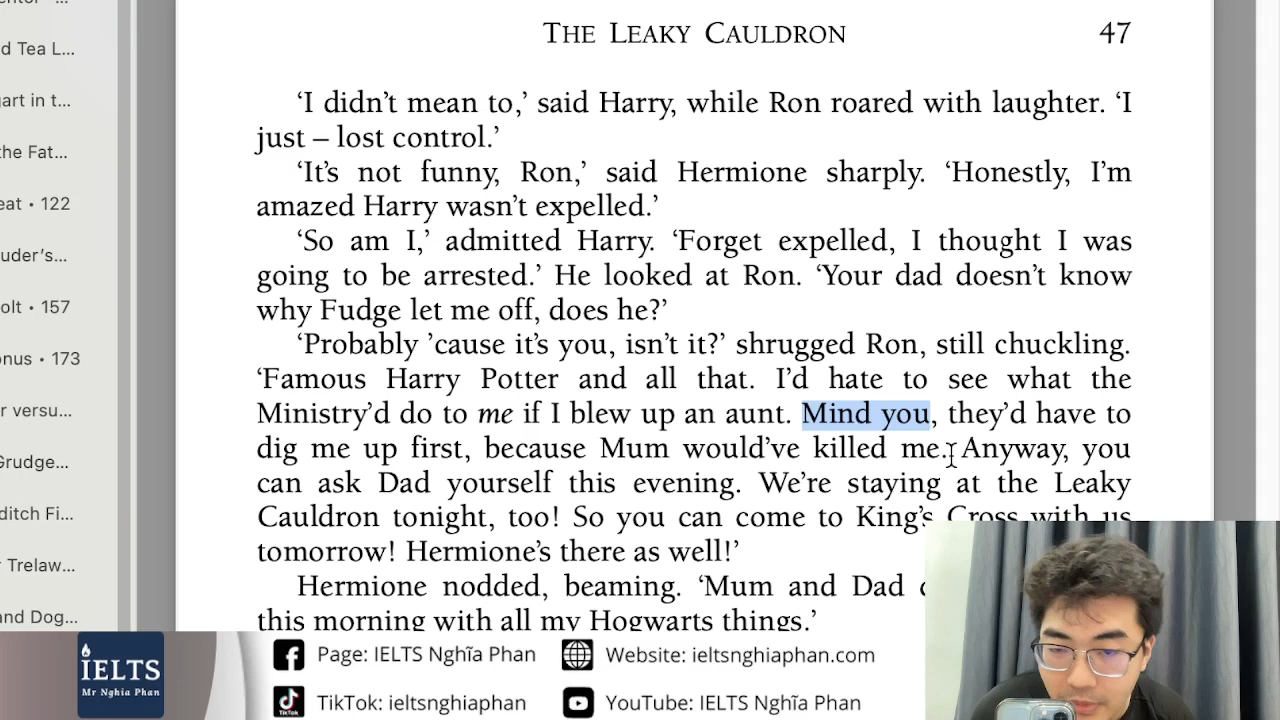 THE LEAKY CAULDRON 47
ntor
d Tea L...
gart in t...
the Fat...
eat • 122
uder's...
olt • 157
onus • 173
r versu...
Grudge...
ditch Fi...
r Trelaw...
and Dog...
'I didn't mean to,' said Harry, while Ron roared with laughter. 'I
just – lost control.'
'It's not funny, Ron,' said Hermione sharply. 'Honestly, I'm
amazed Harry wasn't expelled.'
'So am I,' admitted Harry. 'Forget expelled, I thought I was
going to be arrested.' He looked at Ron. 'Your dad doesn't know
why Fudge let me off, does he?'
'Probably 'cause it's you, isn't it?' shrugged Ron, still chuckling.
'Famous Harry Potter and all that. I'd hate to see what the
Ministry'd do to me if I blew up an aunt. Mind you, they'd have to
dig me up first, because Mum would've killed me. Anyway, you
can ask Dad yourself this evening. We're staying at the Leaky
Cauldron tonight, too! So you can come to King's Cross with us
tomorrow! Hermione's there as well!'
Hermione nodded, beaming. 'Mum and Dad
this morning with all my Hogwarts things.'
IELTS
Mr Nghia Phan
Page: IELTS Nghĩa Phan
Website: ieltsnghiaphan.com
TikTok: ieltsnghiaphan
YouTube: IELTS Nghĩa Phan